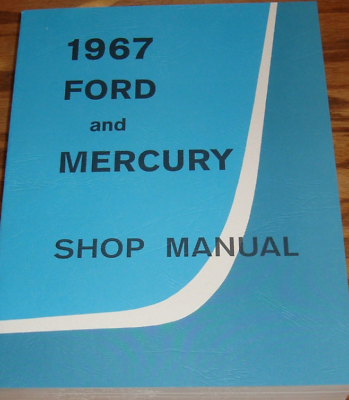 1967
FORD
and
MERCURY
SHOP MANUAL